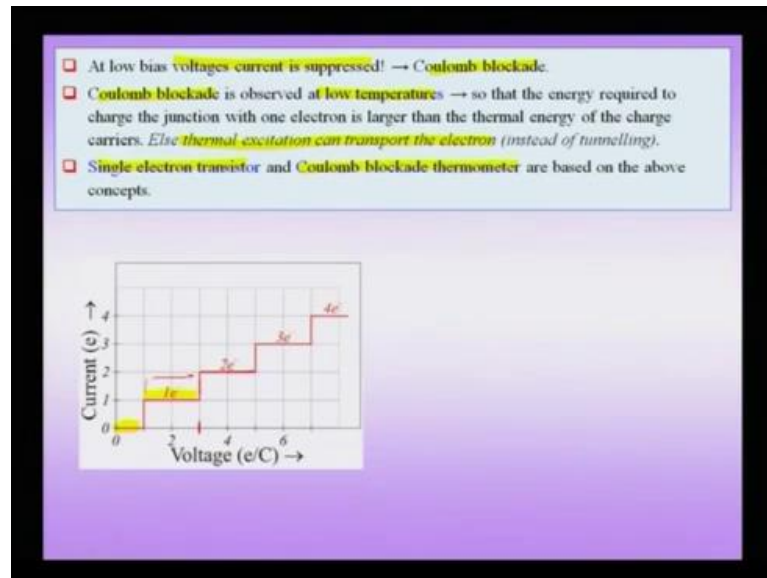 At low bias voltages current is suppressed! → Coulomb blockade.
Coulomb blockade is observed at low temperatures → so that the energy required to
charge the junction with one electron is larger than the thermal energy of the charge
carriers. Else thermal excitation can transport the electron (instead of tunnelling).
Single electron transistor and Coulomb blockade thermometer are based on the above
concepts.
Current (e) →
4
3
2
1
0
4e
3e
2e
1e
0 2 4 6
Voltage (e/C) →